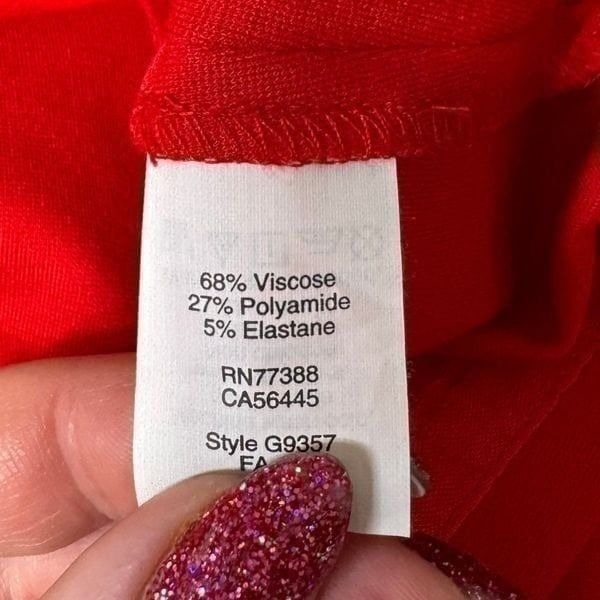 68% Viscose
27% Polyamide
5% Elastane
RN77388
CA56445
Style G9357